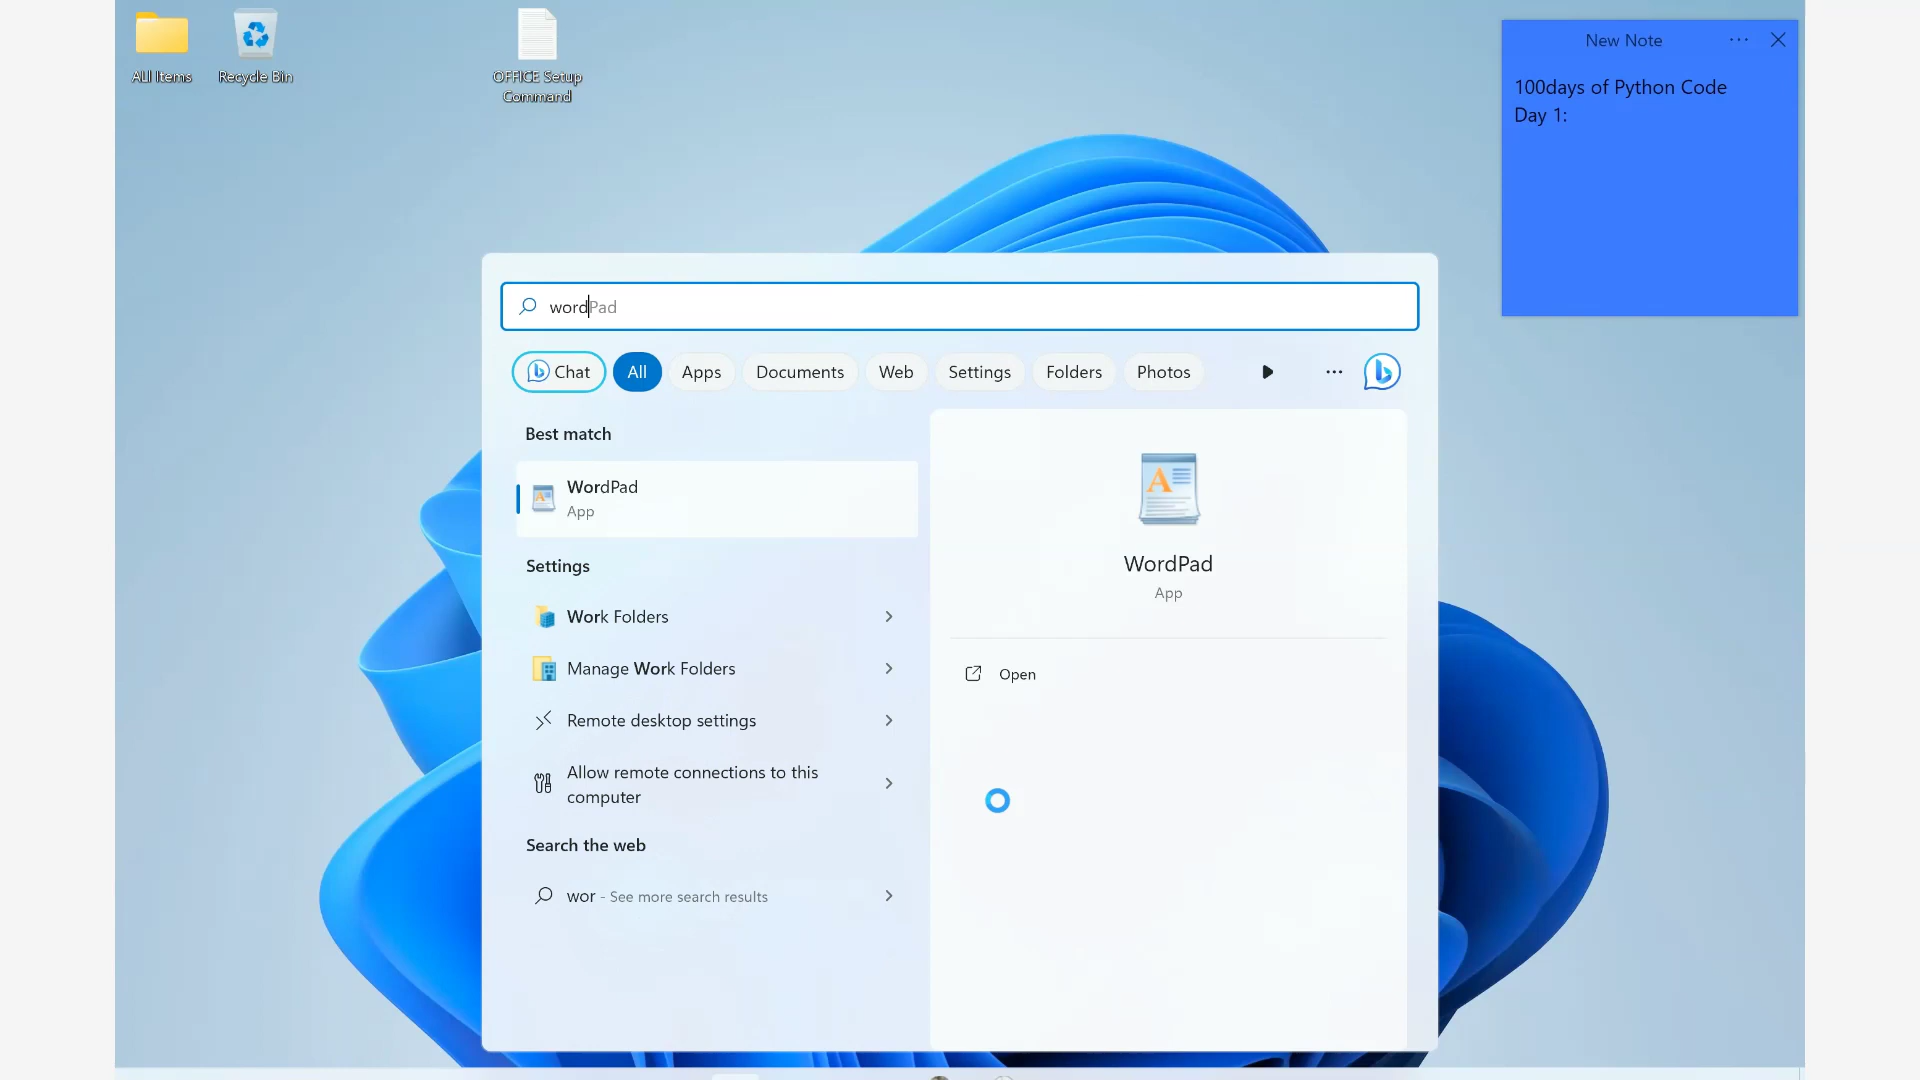 All Items
Recycle Bin
OFFICE Setup
Command
New Note
100days of Python Code
Day 1:
wordPad
Chat
All
Apps
Documents
Web
Settings
Folders
Photos
Best match
WordPad
App
Settings
Work Folders
Manage Work Folders
Remote desktop settings
Allow remote connections to this
computer
Search the web
wor - See more search results
WordPad
App
Open